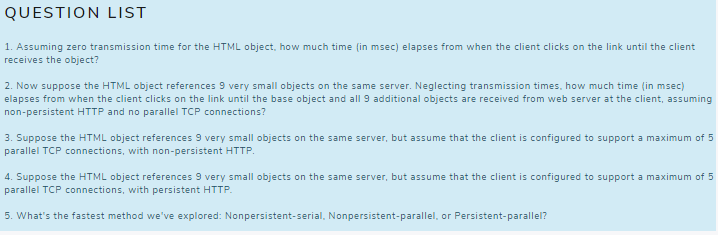 QUESTION LIST
1. Assuming zero transmission time for the HTML object, how much time (in msec) elapses from when the client clicks on the link until the client
receives the object?
2. Now suppose the HTML object references 9 very small objects on the same server. Neglecting transmission times, how much time (in msec)
elapses from when the client clicks on the link until the base object and all 9 additional objects are received from web server at the client, assuming
non-persistent HTTP and no parallel TCP connections?
3. Suppose the HTML object references 9 very small objects on the same server, but assume that the client is configured to support a maximum of 5
parallel TCP connections, with non-persistent HTTP.
4. Suppose the HTML object references 9 very small objects on the same server, but assume that the client is configured to support a maximum of 5
parallel TCP connections, with persistent HTTP.
5. What's the fastest method we've explored: Nonpersistent-serial, Nonpersistent-parallel, or Persistent-parallel?